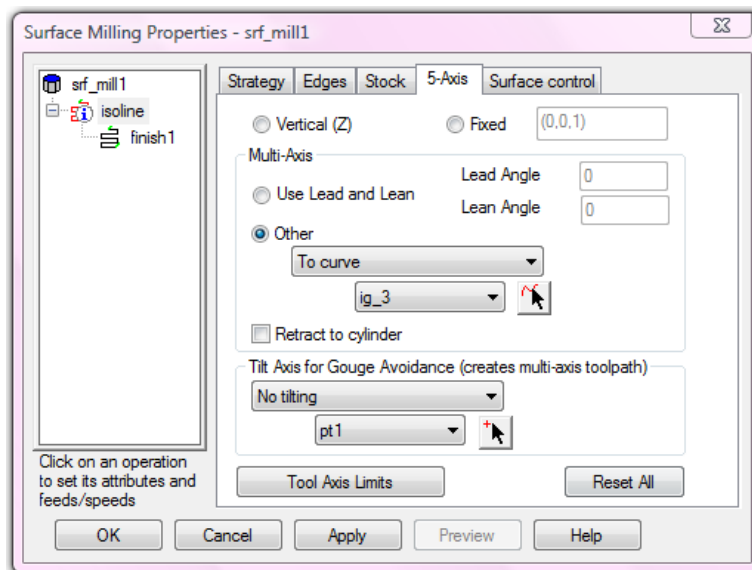 Surface Milling Properties - srf_mill1
srf_mill1
isoline
finish1
Click on an operation
to set its attributes and
feeds/speeds
Strategy Edges Stock 5-Axis Surface control
Vertical (Z) Fixed (0,0,1)
Multi-Axis
Lead Angle 0
Use Lead and Lean
Lean Angle 0
Other
To curve
ig_3
Retract to cylinder
Tilt Axis for Gouge Avoidance (creates multi-axis toolpath)
No tilting
pt1
Tool Axis Limits Reset All
OK Cancel Apply Preview Help